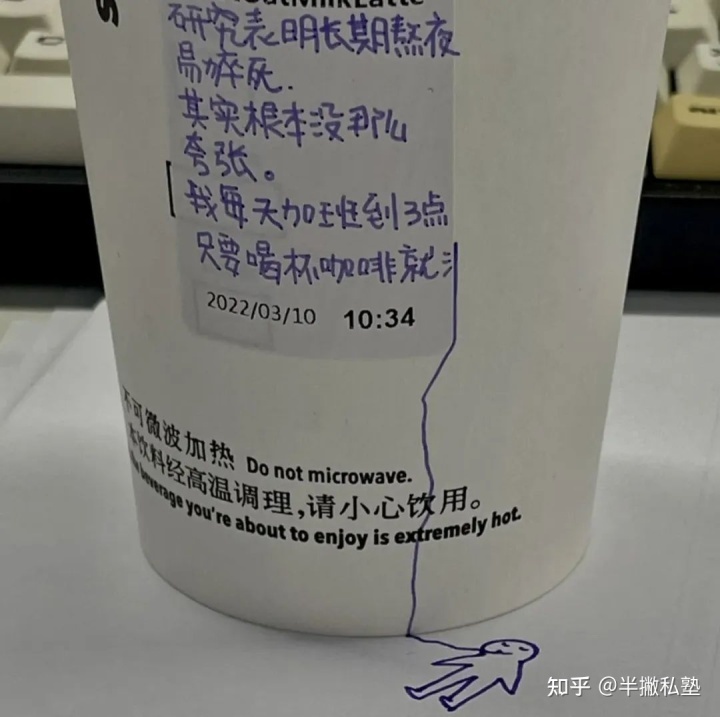 OatMilkLatte
研究表明长期熬夜
易猝死.
其实根本没那么
夸张。
我每天加班到3点
只要喝杯咖啡就氵
2022/03/10 10:34
不可微波加热 Do not microwave.
本饮料经高温调理,请小心饮用。
The beverage you're about to enjoy is extremely hot.
知乎 @半撇私塾